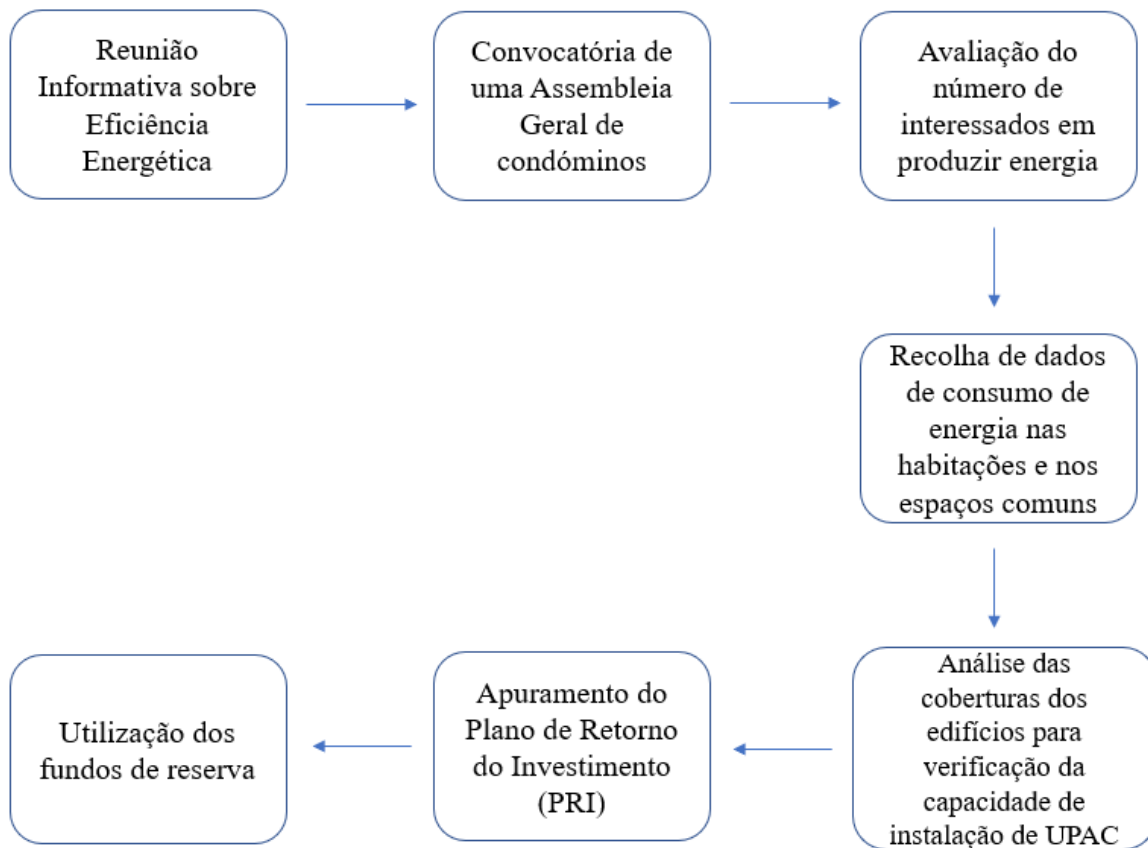 Reunião
Informativa sobre
Eficiência
Energética
Convocatória de
uma Assembleia
Geral de
condóminos
Avaliação do
número de
interessados em
produzir energia
Recolha de dados
de consumo de
energia nas
habitações e nos
espaços comuns
Análise das
coberturas dos
edifícios para
verificação da
capacidade de
instalação de UPAC
Apuramento do
Plano de Retorno
do Investimento
(PRI)
Utilização dos
fundos de reserva